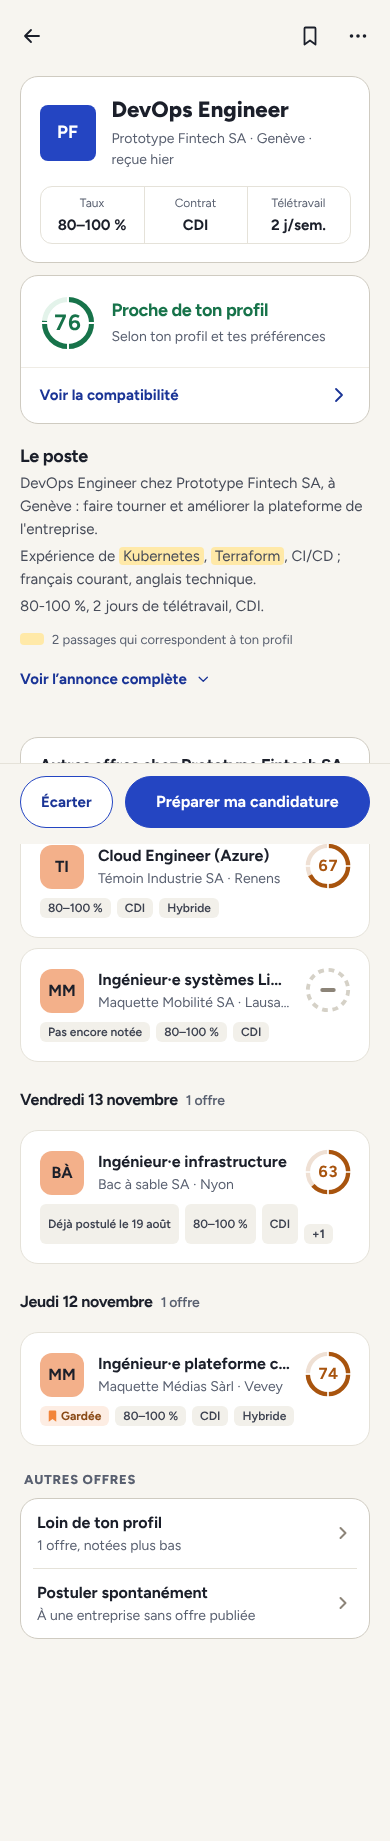 DevOps Engineer
PF
Prototype Fintech SA · Genève ·
reçue hier
Taux
Contrat
Télétravail
80–100 %
CDI
2 j/sem.
76
Proche de ton profil
Selon ton profil et tes préférences
Voir la compatibilité
Le poste
DevOps Engineer chez Prototype Fintech SA, à
Genève : faire tourner et améliorer la plateforme de
l'entreprise.
Expérience de Kubernetes, Terraform, CI/CD ;
français courant, anglais technique.
80-100 %, 2 jours de télétravail, CDI.
2 passages qui correspondent à ton profil
Voir l’annonce complète
Autres offres chez Prototype Fintech SA
Écarter
Préparer ma candidature
TI
Cloud Engineer (Azure)
Témoin Industrie SA · Renens
67
80–100 %
CDI
Hybride
MM
Ingénieur·e systèmes Li...
Maquette Mobilité SA · Lausa...
Pas encore notée
80–100 %
CDI
Vendredi 13 novembre 1 offre
BÀ
Ingénieur·e infrastructure
Bac à sable SA · Nyon
63
Déjà postulé le 19 août
80–100 %
CDI
+1
Jeudi 12 novembre 1 offre
MM
Ingénieur·e plateforme c...
Maquette Médias Sàrl · Vevey
74
Gardée
80–100 %
CDI
Hybride
AUTRES OFFRES
Loin de ton profil
1 offre, notées plus bas
Postuler spontanément
À une entreprise sans offre publiée